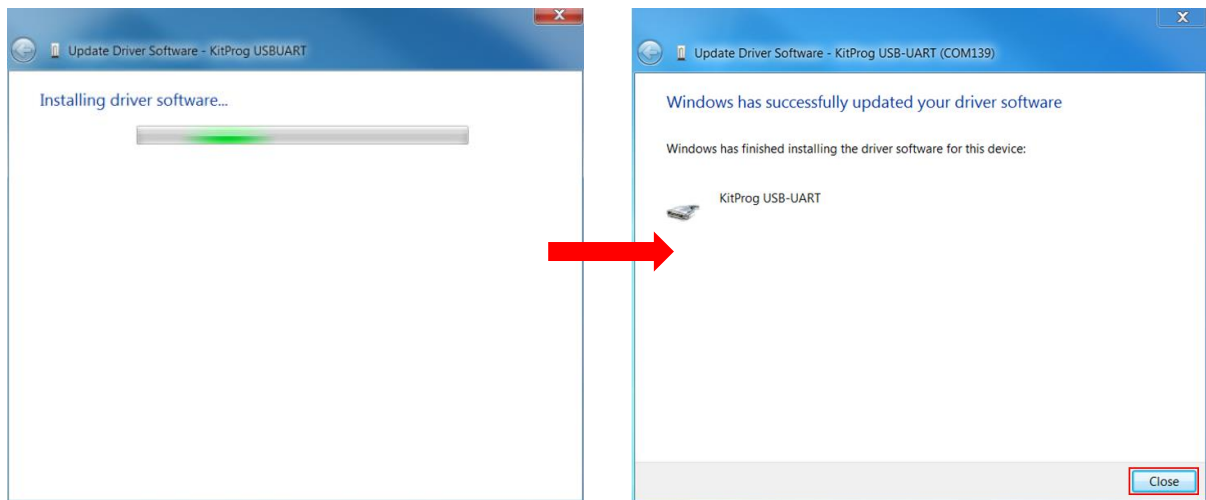 Update Driver Software - KitProg USBUART
Installing driver software...
Update Driver Software - KitProg USB-UART (COM139)
Windows has successfully updated your driver software
Windows has finished installing the driver software for this device:
KitProg USB-UART
Close